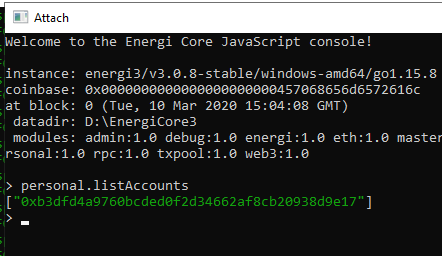 Attach
Welcome to the Energi Core JavaScript console!
instance: energi3/v3.0.8-stable/windows-amd64/go1.15.8
coinbase: 0x0000000000000000000000457068656d6572616c
at block: 0 (Tue, 10 Mar 2020 15:04:08 GMT)
datadir: D:\EnergiCore3
modules: admin:1.0 debug:1.0 energi:1.0 eth:1.0 master
rsonal:1.0 rpc:1.0 txpool:1.0 web3:1.0
> personal.listAccounts
["0xb3dfd4a9760bcded0f2d34662af8cb20938d9e17"]
>